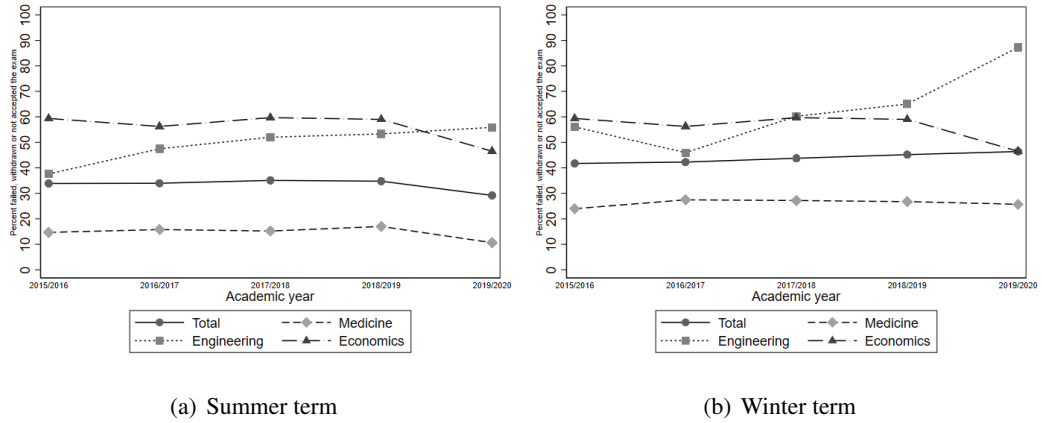 Percent failed, withdrawn or not accepted the exam
100
90
80
70
60
50
40
30
20
10
0
2015/2016 2016/2017 2017/2018 2018/2019 2019/2020
Academic year
Total Medicine
Engineering Economics
(a) Summer term
Percent failed, withdrawn or not accepted the exam
100
90
80
70
60
50
40
30
20
10
0
2015/2016 2016/2017 2017/2018 2018/2019 2019/2020
Academic year
Total Medicine
Engineering Economics
(b) Winter term